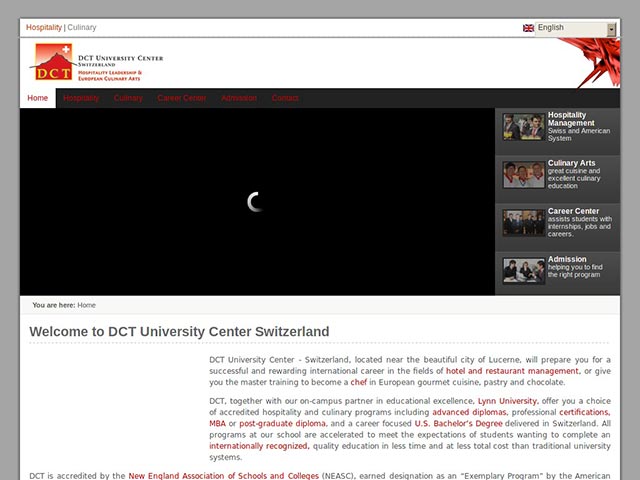 Hospitality | Culinary
English
DCT
DCT University Center
Switzerland
Hospitality Leadership &
European Culinary Arts
Home Hospitality Culinary Career Center Admission Contact
Hospitality
Management
Swiss and American
System
Culinary Arts
great cuisine and
excellent culinary
education
Career Center
assists students with
internships, jobs and
careers.
Admission
helping you to find
the right program
You are here: Home
Welcome to DCT University Center Switzerland
DCT University Center - Switzerland, located near the beautiful city of Lucerne, will prepare you for a
successful and rewarding international career in the fields of hotel and restaurant management, or give
you the master training to become a chef in European gourmet cuisine, pastry and chocolate.
DCT, together with our on-campus partner in educational excellence, Lynn University, offer you a choice
of accredited hospitality and culinary programs including advanced diplomas, professional certifications,
MBA or post-graduate diploma, and a career focused U.S. Bachelor's Degree delivered in Switzerland. All
programs at our school are accelerated to meet the expectations of students wanting to complete an
internationally recognized, quality education in less time and at less total cost than traditional university
systems.
DCT is accredited by the New England Association of Schools and Colleges (NEASC), earned designation as an "Exemplary Program" by the American